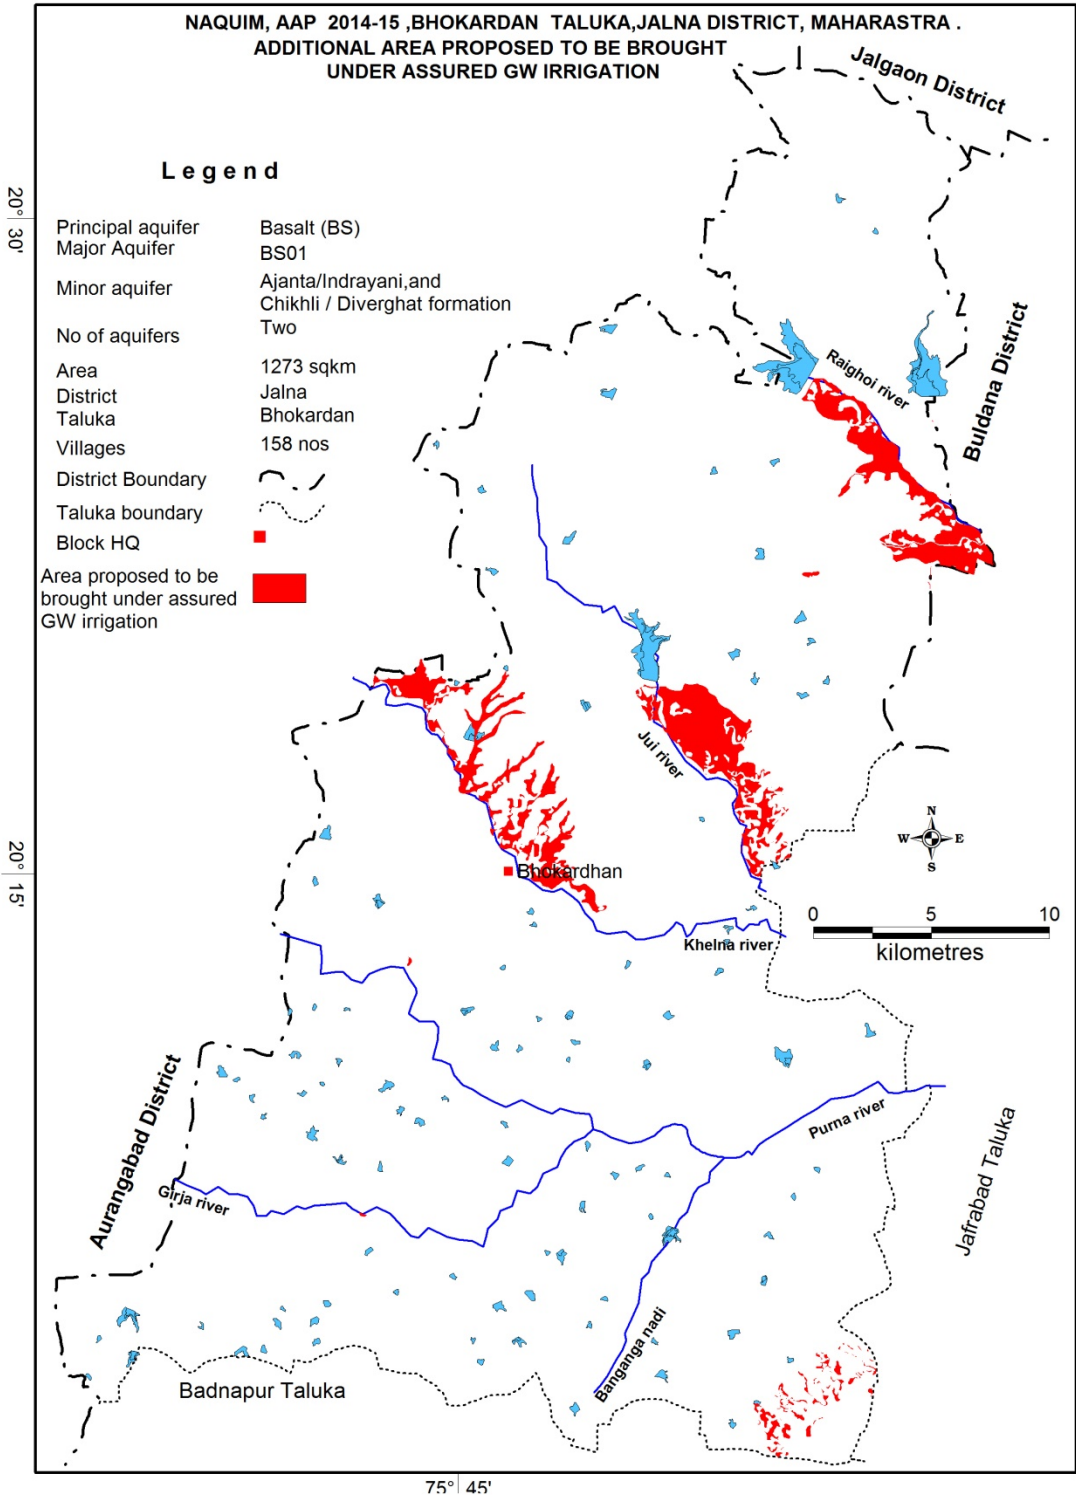 NAQUIM, AAP 2014-15 ,BHOKARDAN TALUKA,JALNA DISTRICT, MAHARASTRA .
ADDITIONAL AREA PROPOSED TO BE BROUGHT
UNDER ASSURED GW IRRIGATION
Jalgaon District
Legend
20° 30'
Principal aquifer Basalt (BS)
Major Aquifer BS01
Minor aquifer Ajanta/Indrayani,and
Chikhli / Diverghat formation
No of aquifers Two
Area 1273 sqkm
District Jalna
Taluka Bhokardan
Villages 158 nos
District Boundary
Taluka boundary
Block HQ
Area proposed to be
brought under assured
GW irrigation
Raighoi river
Buldana District
Jui river
N
W E
S
20° 15'
Bhokardhan
0 5 10
kilometres
Khelna river
Aurangabad District
Purna river
Jafrabad Taluka
Girja river
Banganga nadi
Badnapur Taluka
75° 45'